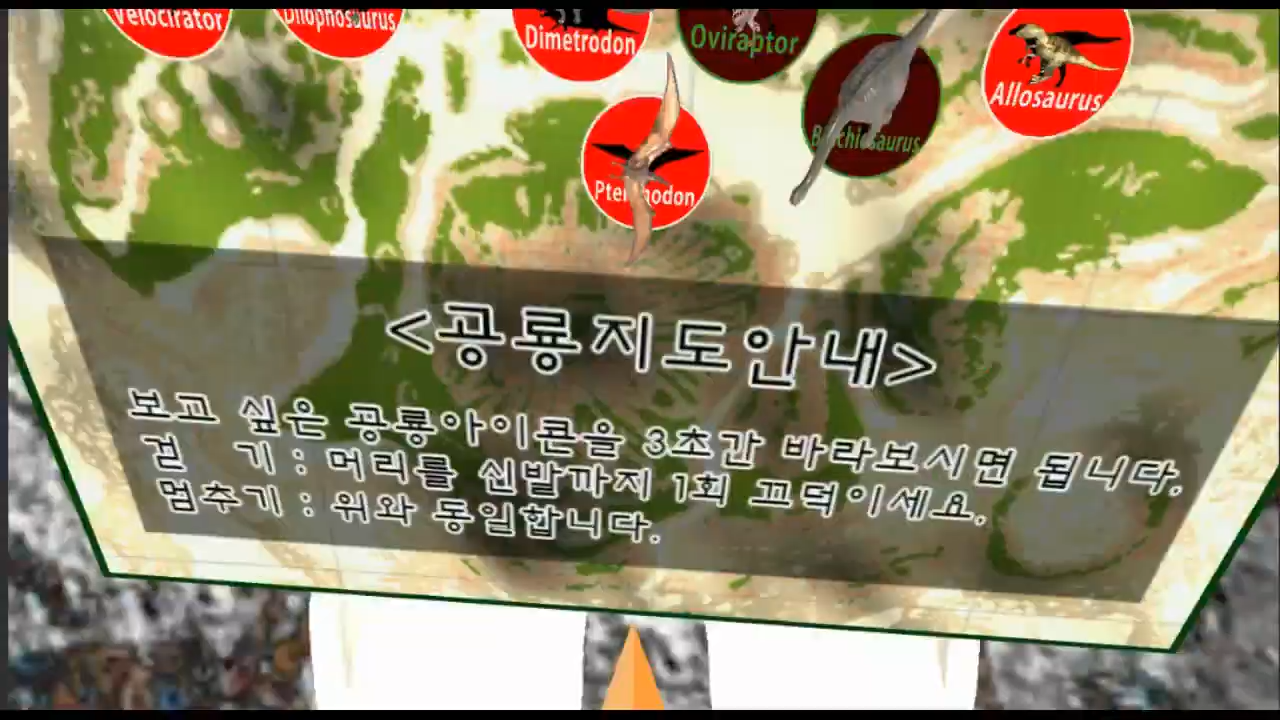 Velocirator
Dilophosaurus
Dimetrodon
Oviraptor
Allosaurus
<공룡지도안내>
보고 싶은 공룡아이콘을 3초간 바라보시면 됩니다.
걷 기 : 머리를 신발까지 1회 끄덕이세요.
멈추기 : 위와 동일합니다.